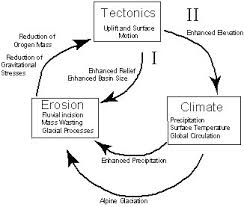 Tectonics
Uplift and Surface
Motion
II
Enhanced Elevation
Reduction of
Orogen Mass
Reduction of
Gravitational
Stresses
I
Enhanced Relief
Enhanced Basin Size
Erosion
Fluvial incision
Mass Wasting
Glacial Processes
Climate
Precipitation
Surface Temperature
Global Circulation
Enhanced Precipitation
Alpine Glaciation